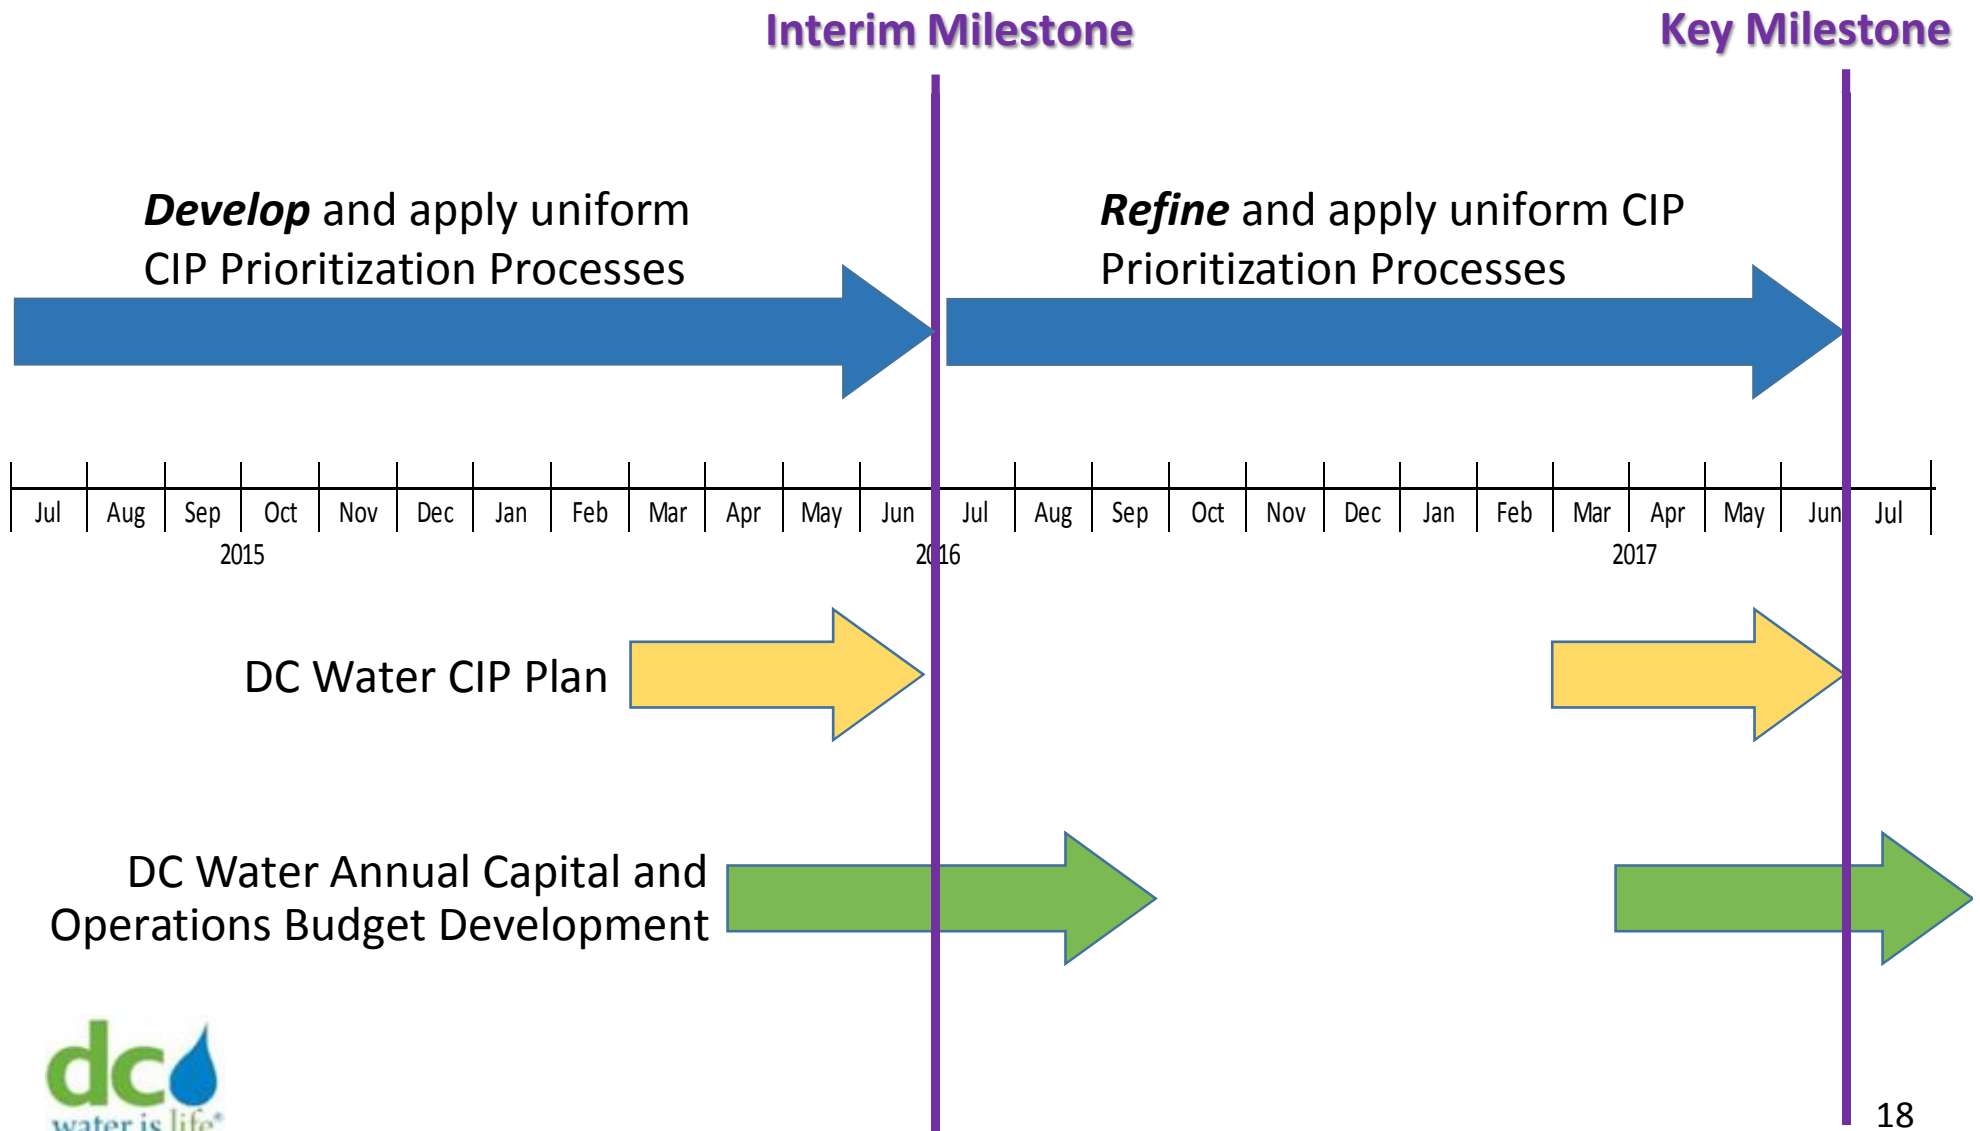 Interim Milestone
Key Milestone
Develop and apply uniform
CIP Prioritization Processes
Refine and apply uniform CIP
Prioritization Processes
Jul Aug Sep Oct Nov Dec Jan Feb Mar Apr May Jun Jul Aug Sep Oct Nov Dec Jan Feb Mar Apr May Jun Jul
2015 2016 2017
DC Water CIP Plan
DC Water Annual Capital and
Operations Budget Development
dc
water is life®
18